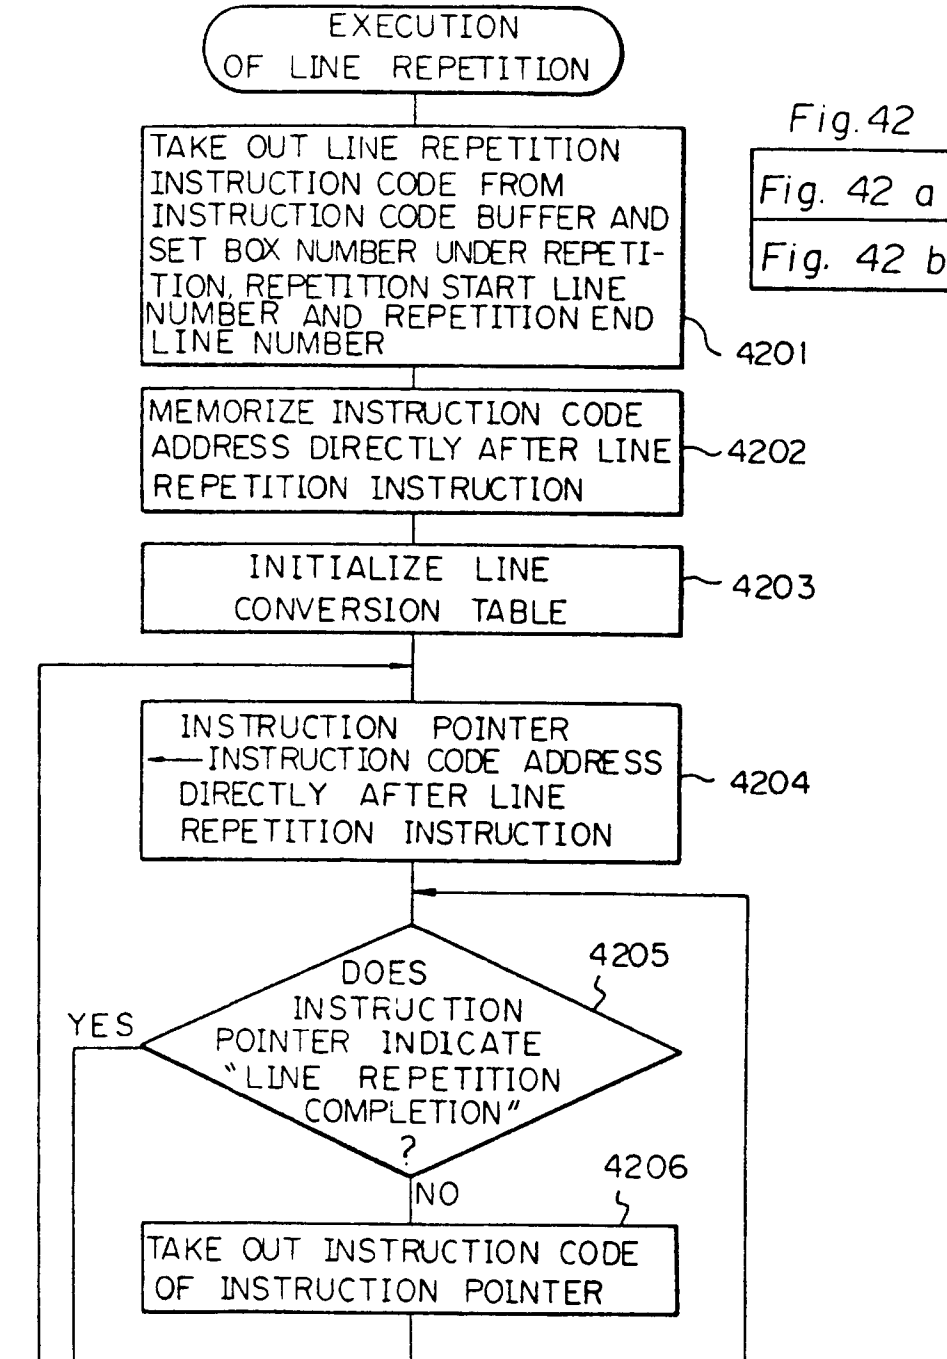 EXECUTION
OF LINE REPETITION
Fig. 42
Fig. 42 a
Fig. 42 b
TAKE OUT LINE REPETITION
INSTRUCTION CODE FROM
INSTRUCTION CODE BUFFER AND
SET BOX NUMBER UNDER REPETI-
TION, REPETITION START LINE
NUMBER AND REPETITION END
LINE NUMBER
4201
MEMORIZE INSTRUCTION CODE
ADDRESS DIRECTLY AFTER LINE
REPETITION INSTRUCTION
4202
INITIALIZE LINE
CONVERSION TABLE
4203
INSTRUCTION POINTER
←INSTRUCTION CODE ADDRESS
DIRECTLY AFTER LINE
REPETITION INSTRUCTION
4204
4205
DOES
INSTRUCTION
POINTER INDICATE
"LINE REPETITION
COMPLETION"
?
YES
NO
4206
TAKE OUT INSTRUCTION CODE
OF INSTRUCTION POINTER